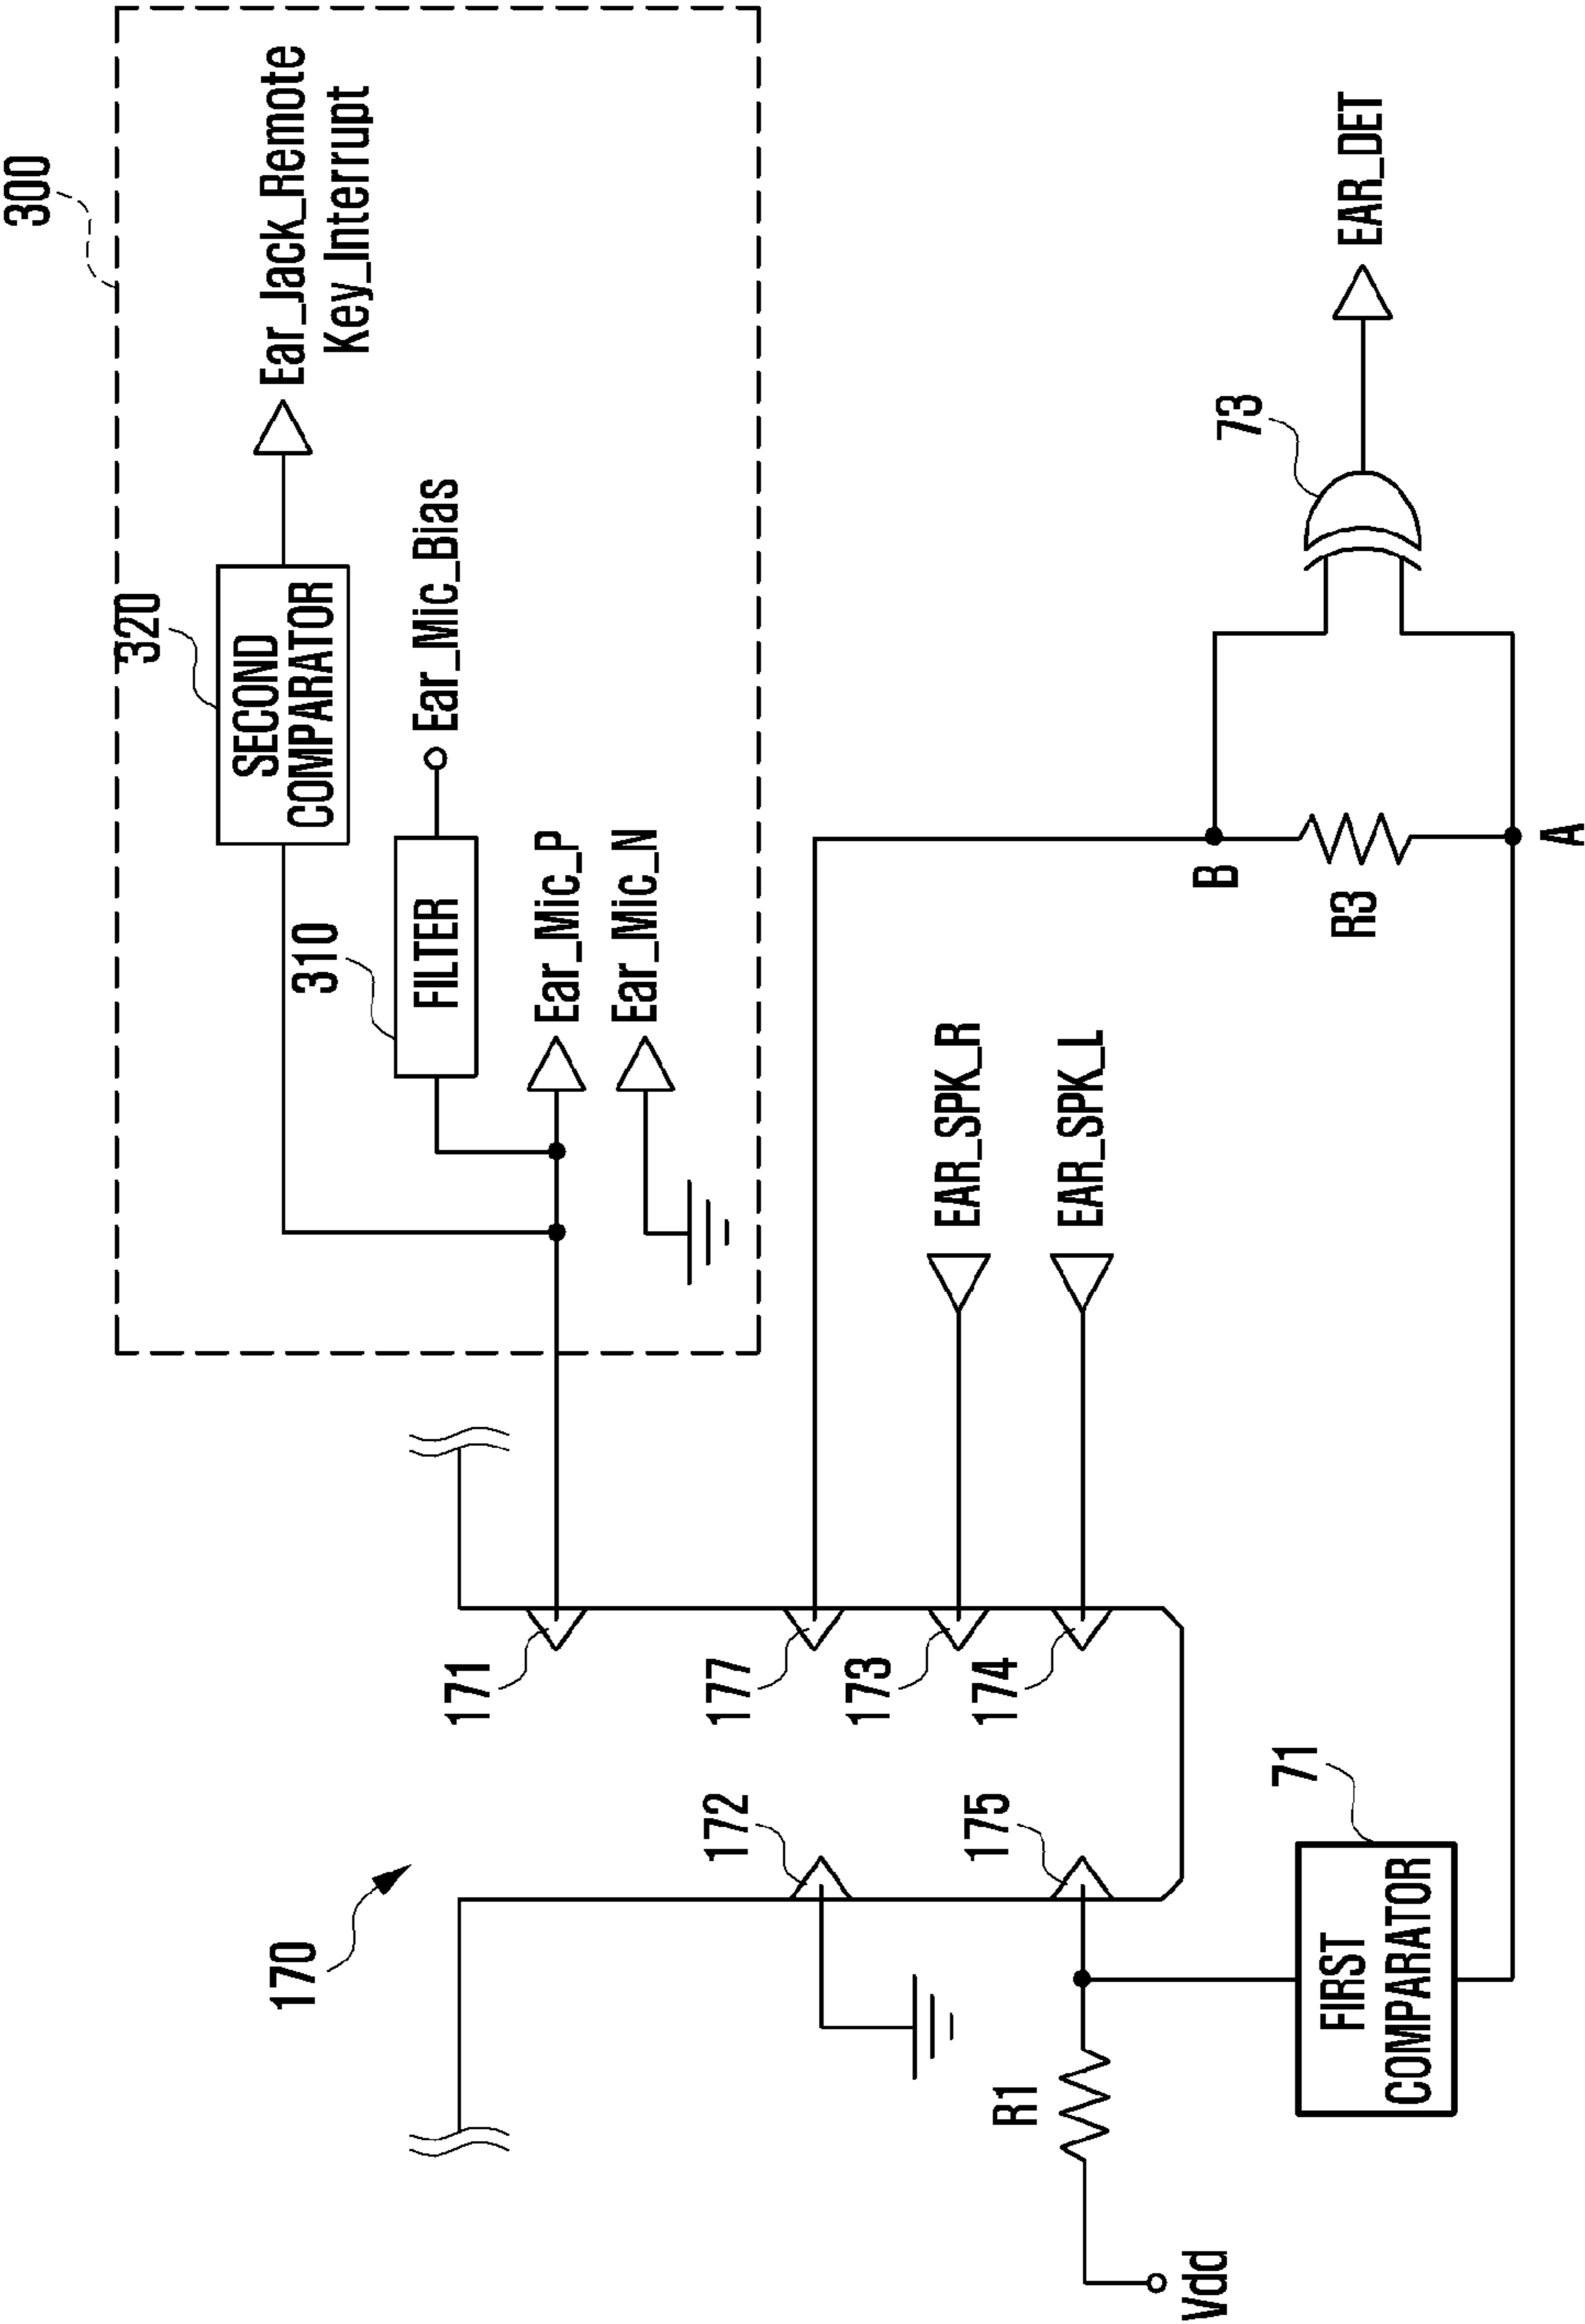 300
Ear_Jack_Remote
Key_Interrupt
320
SECOND
COMPARATOR
Ear_Mic_Bias
310
FILTER
Ear_Mic_P
Ear_Mic_N
EAR_SPK_R
EAR_SPK_L
EAR_DET
73
B
R3
A
170
171
177
173
174
172
175
71
FIRST
COMPARATOR
R1
Vdd